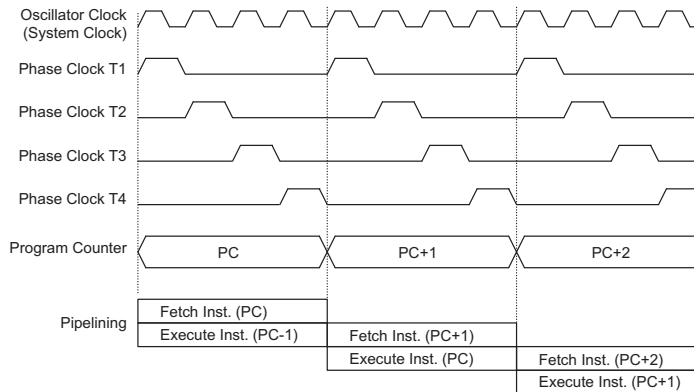 Oscillator Clock
(System Clock)
Phase Clock T1
Phase Clock T2
Phase Clock T3
Phase Clock T4
Program Counter
PC
PC+1
PC+2
Pipelining
Fetch Inst. (PC)
Execute Inst. (PC-1)
Fetch Inst. (PC+1)
Execute Inst. (PC)
Fetch Inst. (PC+2)
Execute Inst. (PC+1)